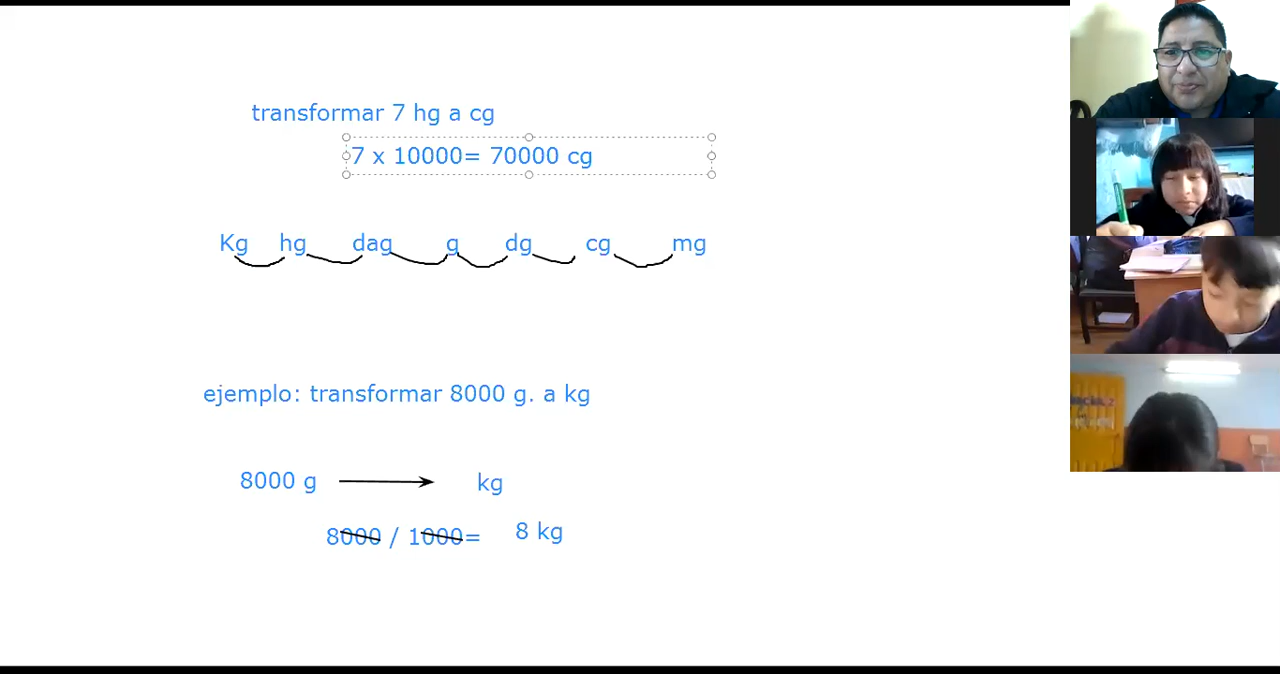 transformar 7 hg a cg
7 x 10000= 70000 cg
Kg hg dag g dg cg mg
ejemplo: transformar 8000 g. a kg
8000 g kg
8000 / 1000= 8 kg